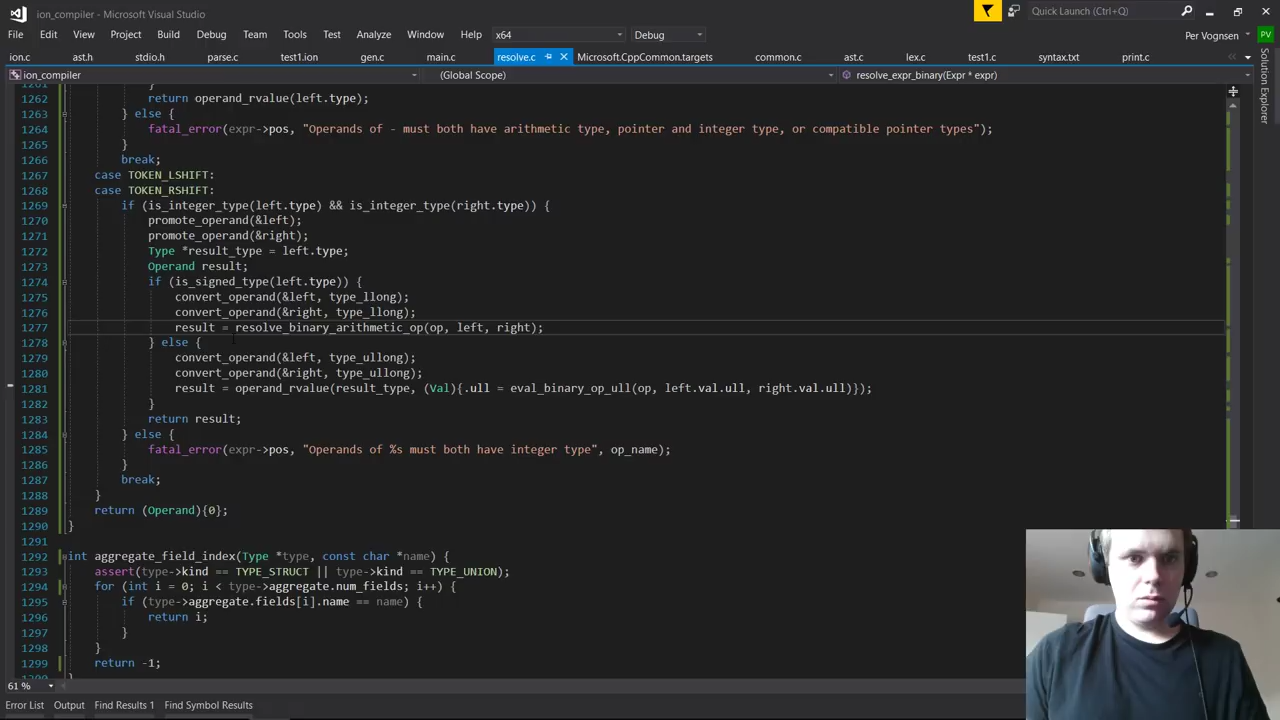 ion_compiler - Microsoft Visual Studio
Quick Launch (Ctrl+Q)
File Edit View Project Build Debug Team Tools Test Analyze Window Help x64 Debug
Per Vognsen PV
ion.c ast.h stdio.h parse.c test1.ion gen.c main.c resolve.c Microsoft.CppCommon.targets common.c ast.c lex.c test1.c syntax.txt print.c
ion_compiler (Global Scope) resolve_expr_binary(Expr * expr)
Solution Explorer
1261 }
1262 return operand_rvalue(left.type);
1263 } else {
1264 fatal_error(expr->pos, "Operands of - must both have arithmetic type, pointer and integer type, or compatible pointer types");
1265 }
1266 break;
1267 case TOKEN_LSHIFT:
1268 case TOKEN_RSHIFT:
1269 if (is_integer_type(left.type) && is_integer_type(right.type)) {
1270 promote_operand(&left);
1271 promote_operand(&right);
1272 Type *result_type = left.type;
1273 Operand result;
1274 if (is_signed_type(left.type)) {
1275 convert_operand(&left, type_llong);
1276 convert_operand(&right, type_llong);
1277 result = resolve_binary_arithmetic_op(op, left, right);
1278 } else {
1279 convert_operand(&left, type_ullong);
1280 convert_operand(&right, type_ullong);
1281 result = operand_rvalue(result_type, (Val){.ull = eval_binary_op_ull(op, left.val.ull, right.val.ull)});
1282 }
1283 return result;
1284 } else {
1285 fatal_error(expr->pos, "Operands of %s must both have integer type", op_name);
1286 }
1287 break;
1288 }
1289 return (Operand){0};
1290 }
1291
1292 int aggregate_field_index(Type *type, const char *name) {
1293 assert(type->kind == TYPE_STRUCT || type->kind == TYPE_UNION);
1294 for (int i = 0; i < type->aggregate.num_fields; i++) {
1295 if (type->aggregate.fields[i].name == name) {
1296 return i;
1297 }
1298 }
1299 return -1;
1300 }
61 %
Error List Output Find Results 1 Find Symbol Results